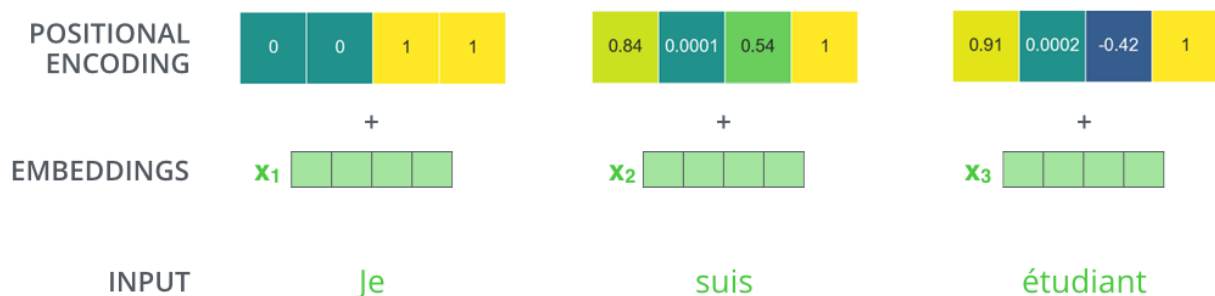 POSITIONAL
ENCODING
0 0 1 1
0.84 0.0001 0.54 1
0.91 0.0002 -0.42 1
+ + +
EMBEDDINGS x1 x2 x3
INPUT Je suis étudiant